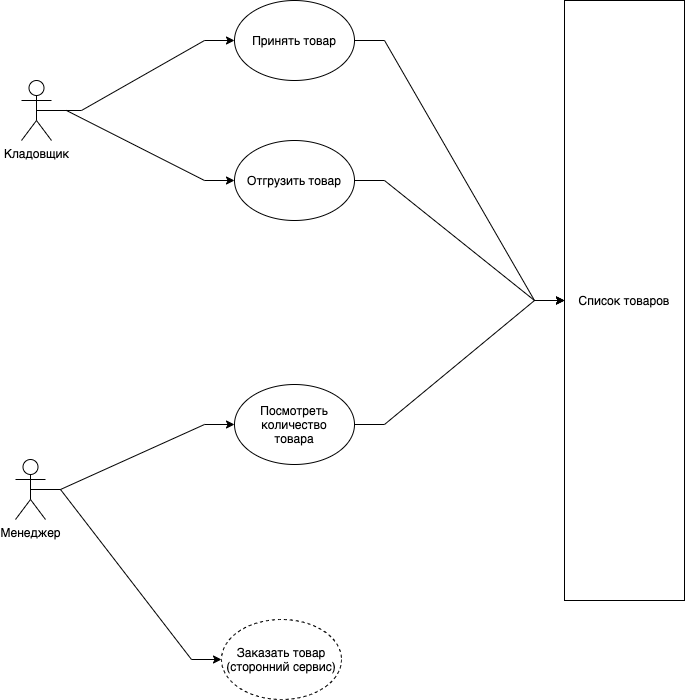 Принять товар
Кладовщик
Отгрузить товар
Список товаров
Посмотреть
количество
товара
Менеджер
Заказать товар
(сторонний сервис)